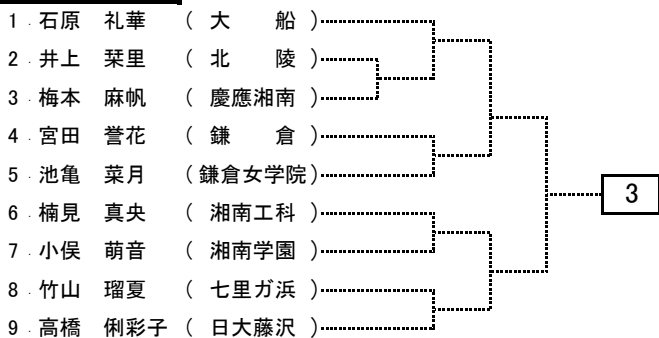 1 石原 礼華 ( 大 船 )
2 井上 栞里 ( 北 陵 )
3 梅本 麻帆 ( 慶應湘南 )
4 宮田 誉花 ( 鎌 倉 )
5 池亀 菜月 (鎌倉女学院)
6 楠見 真央 ( 湘南工科 )
7 小俣 萌音 ( 湘南学園 )
8 竹山 瑠夏 ( 七里ガ浜 )
9 高橋 俐彩子 ( 日大藤沢 )
3